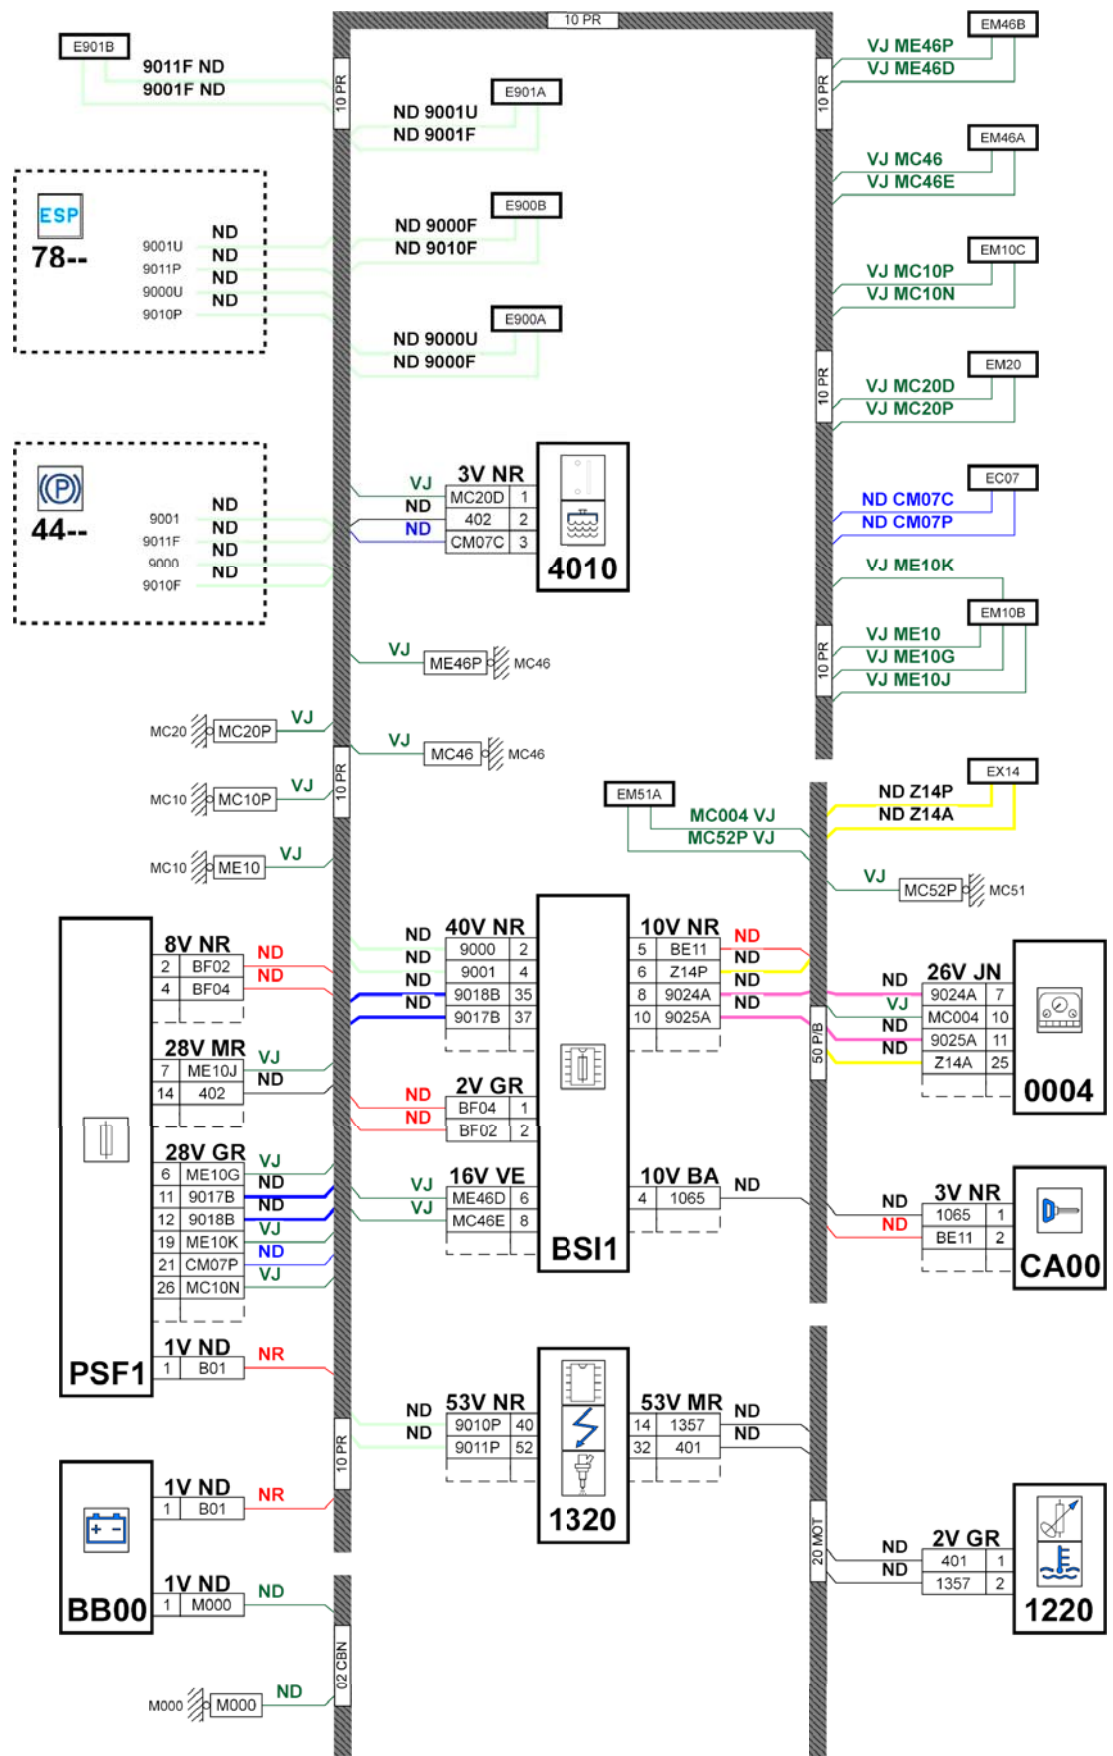 10 PR
E901B
9011F ND
9001F ND
10 PR
E901A
ND 9001U
ND 9001F
10 PR
EM46B
VJ ME46P
VJ ME46D
EM46A
VJ MC46
VJ MC46E
ESP
78--
9001U ND
9011P ND
9000U ND
9010P ND
E900B
ND 9000F
ND 9010F
EM10C
VJ MC10P
VJ MC10N
E900A
ND 9000U
ND 9000F
10 PR
EM20
VJ MC20D
VJ MC20P
P
44--
9001 ND
9011F ND
9000 ND
9010F ND
3V NR
VJ MC20D 1
ND 402 2
ND CM07C 3
4010
EC07
ND CM07C
ND CM07P
VJ ME10K
EM10B
VJ ME10
VJ ME10G
VJ ME10J
10 PR
VJ ME46P MC46
MC20 MC20P VJ
VJ MC46 MC46
10 PR
MC10 MC10P VJ
MC10 ME10 VJ
EM51A
MC004 VJ
MC52P VJ
EX14
ND Z14P
ND Z14A
VJ MC52P MC51
8V NR
2 BF02 ND
4 BF04 ND
28V MR
7 ME10J VJ
14 402 ND
28V GR
6 ME10G VJ
11 9017B ND
12 9018B ND
19 ME10K VJ
21 CM07P ND
26 MC10N VJ
1V ND
1 B01 NR
PSF1
40V NR
ND 9000 2
ND 9001 4
ND 9018B 35
ND 9017B 37
2V GR
ND BF04 1
ND BF02 2
16V VE
VJ ME46D 6
VJ MC46E 8
10V NR
5 BE11 ND
6 Z14P ND
8 9024A ND
10 9025A ND
10V BA
4 1065 ND
BSI1
50 P/B
26V JN
ND 9024A 7
VJ MC004 10
ND 9025A 11
ND Z14A 25
0004
3V NR
ND 1065 1
ND BE11 2
CA00
10 PR
53V NR
ND 9010P 40
ND 9011P 52
53V MR
14 1357 ND
32 401 ND
1320
1V ND
1 B01 NR
1V ND
1 M000 ND
BB00
20 MOT
2V GR
ND 401 1
ND 1357 2
1220
02 CBN
M000 M000 ND